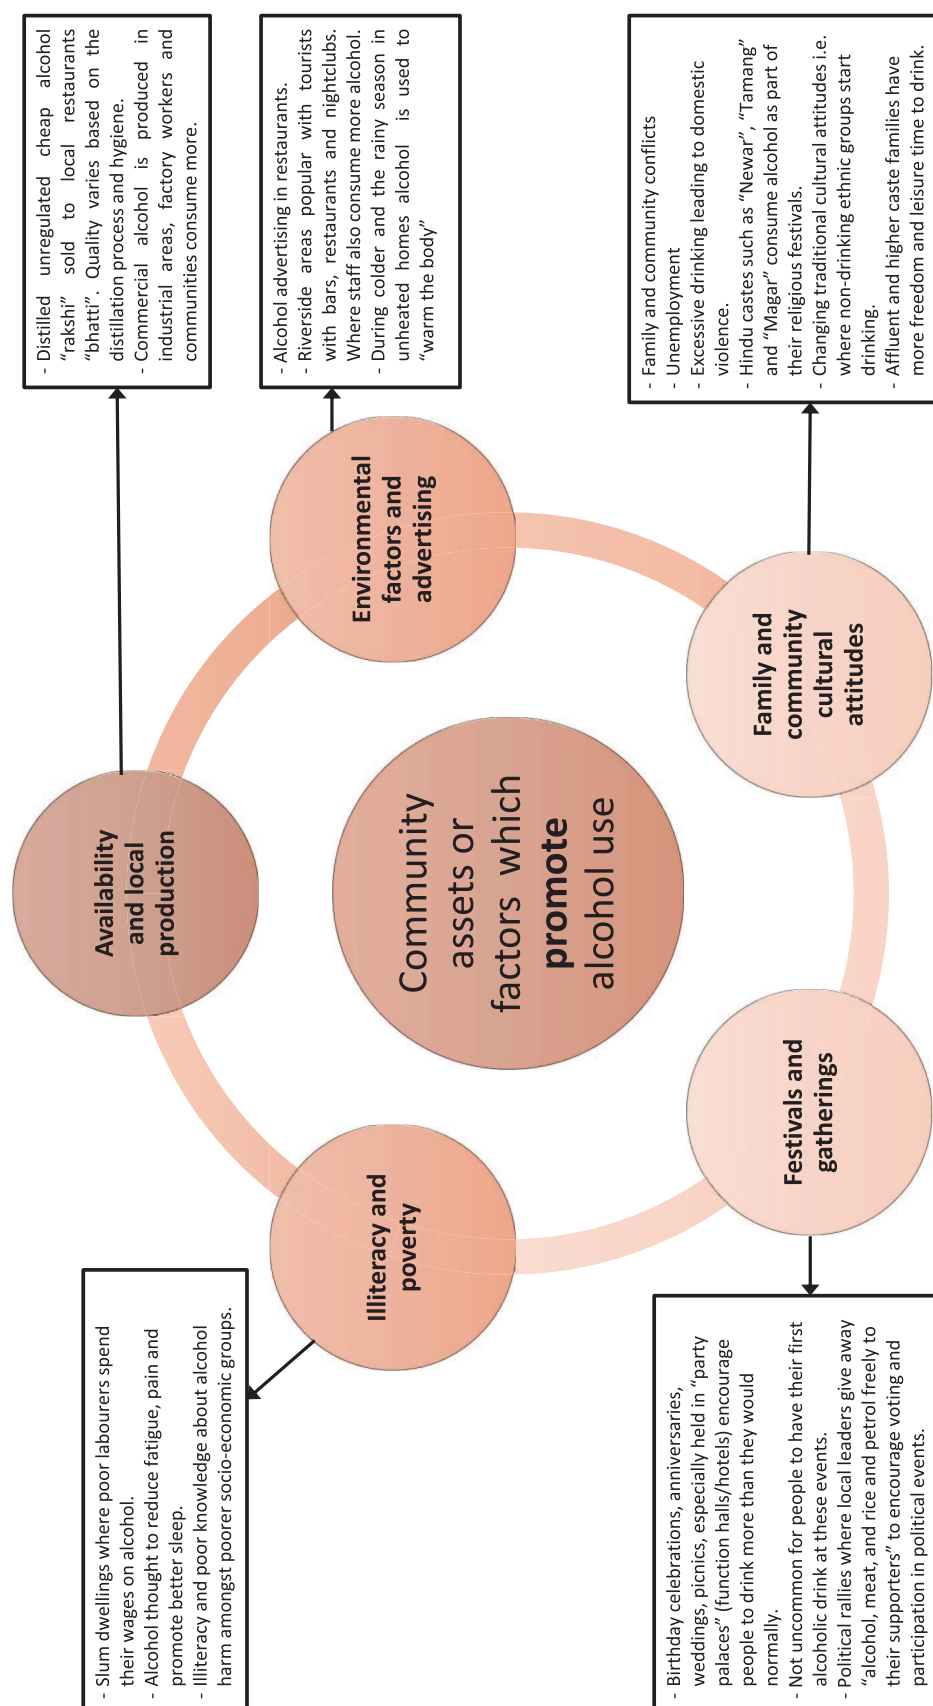 Community
assets or
factors which
promote
alcohol use
Availability
and local
production
- Distilled unregulated cheap alcohol
“rakshi” sold to local restaurants
“bhatti”. Quality varies based on the
distillation process and hygiene.
- Commercial alcohol is produced in
industrial areas, factory workers and
communities consume more.
Environmental
factors and
advertising
- Alcohol advertising in restaurants.
- Riverside areas popular with tourists
with bars, restaurants and nightclubs.
Where staff also consume more alcohol.
- During colder and the rainy season in
unheated homes alcohol is used to
“warm the body”
Family and
community
cultural
attitudes
- Family and community conflicts
- Unemployment
- Excessive drinking leading to domestic
violence.
- Hindu castes such as “Newar”, “Tamang”
and “Magar” consume alcohol as part of
their religious festivals.
- Changing traditional cultural attitudes i.e.
where non-drinking ethnic groups start
drinking.
- Affluent and higher caste families have
more freedom and leisure time to drink.
Festivals and
gatherings
- Birthday celebrations, anniversaries,
weddings, picnics, especially held in “party
palaces” (function halls/hotels) encourage
people to drink more than they would
normally.
- Not uncommon for people to have their first
alcoholic drink at these events.
- Political rallies where local leaders give away
“alcohol, meat, and rice and petrol freely to
their supporters” to encourage voting and
participation in political events.
Illiteracy and
poverty
- Slum dwellings where poor labourers spend
their wages on alcohol.
- Alcohol thought to reduce fatigue, pain and
promote better sleep.
- Illiteracy and poor knowledge about alcohol
harm amongst poorer socio-economic groups.